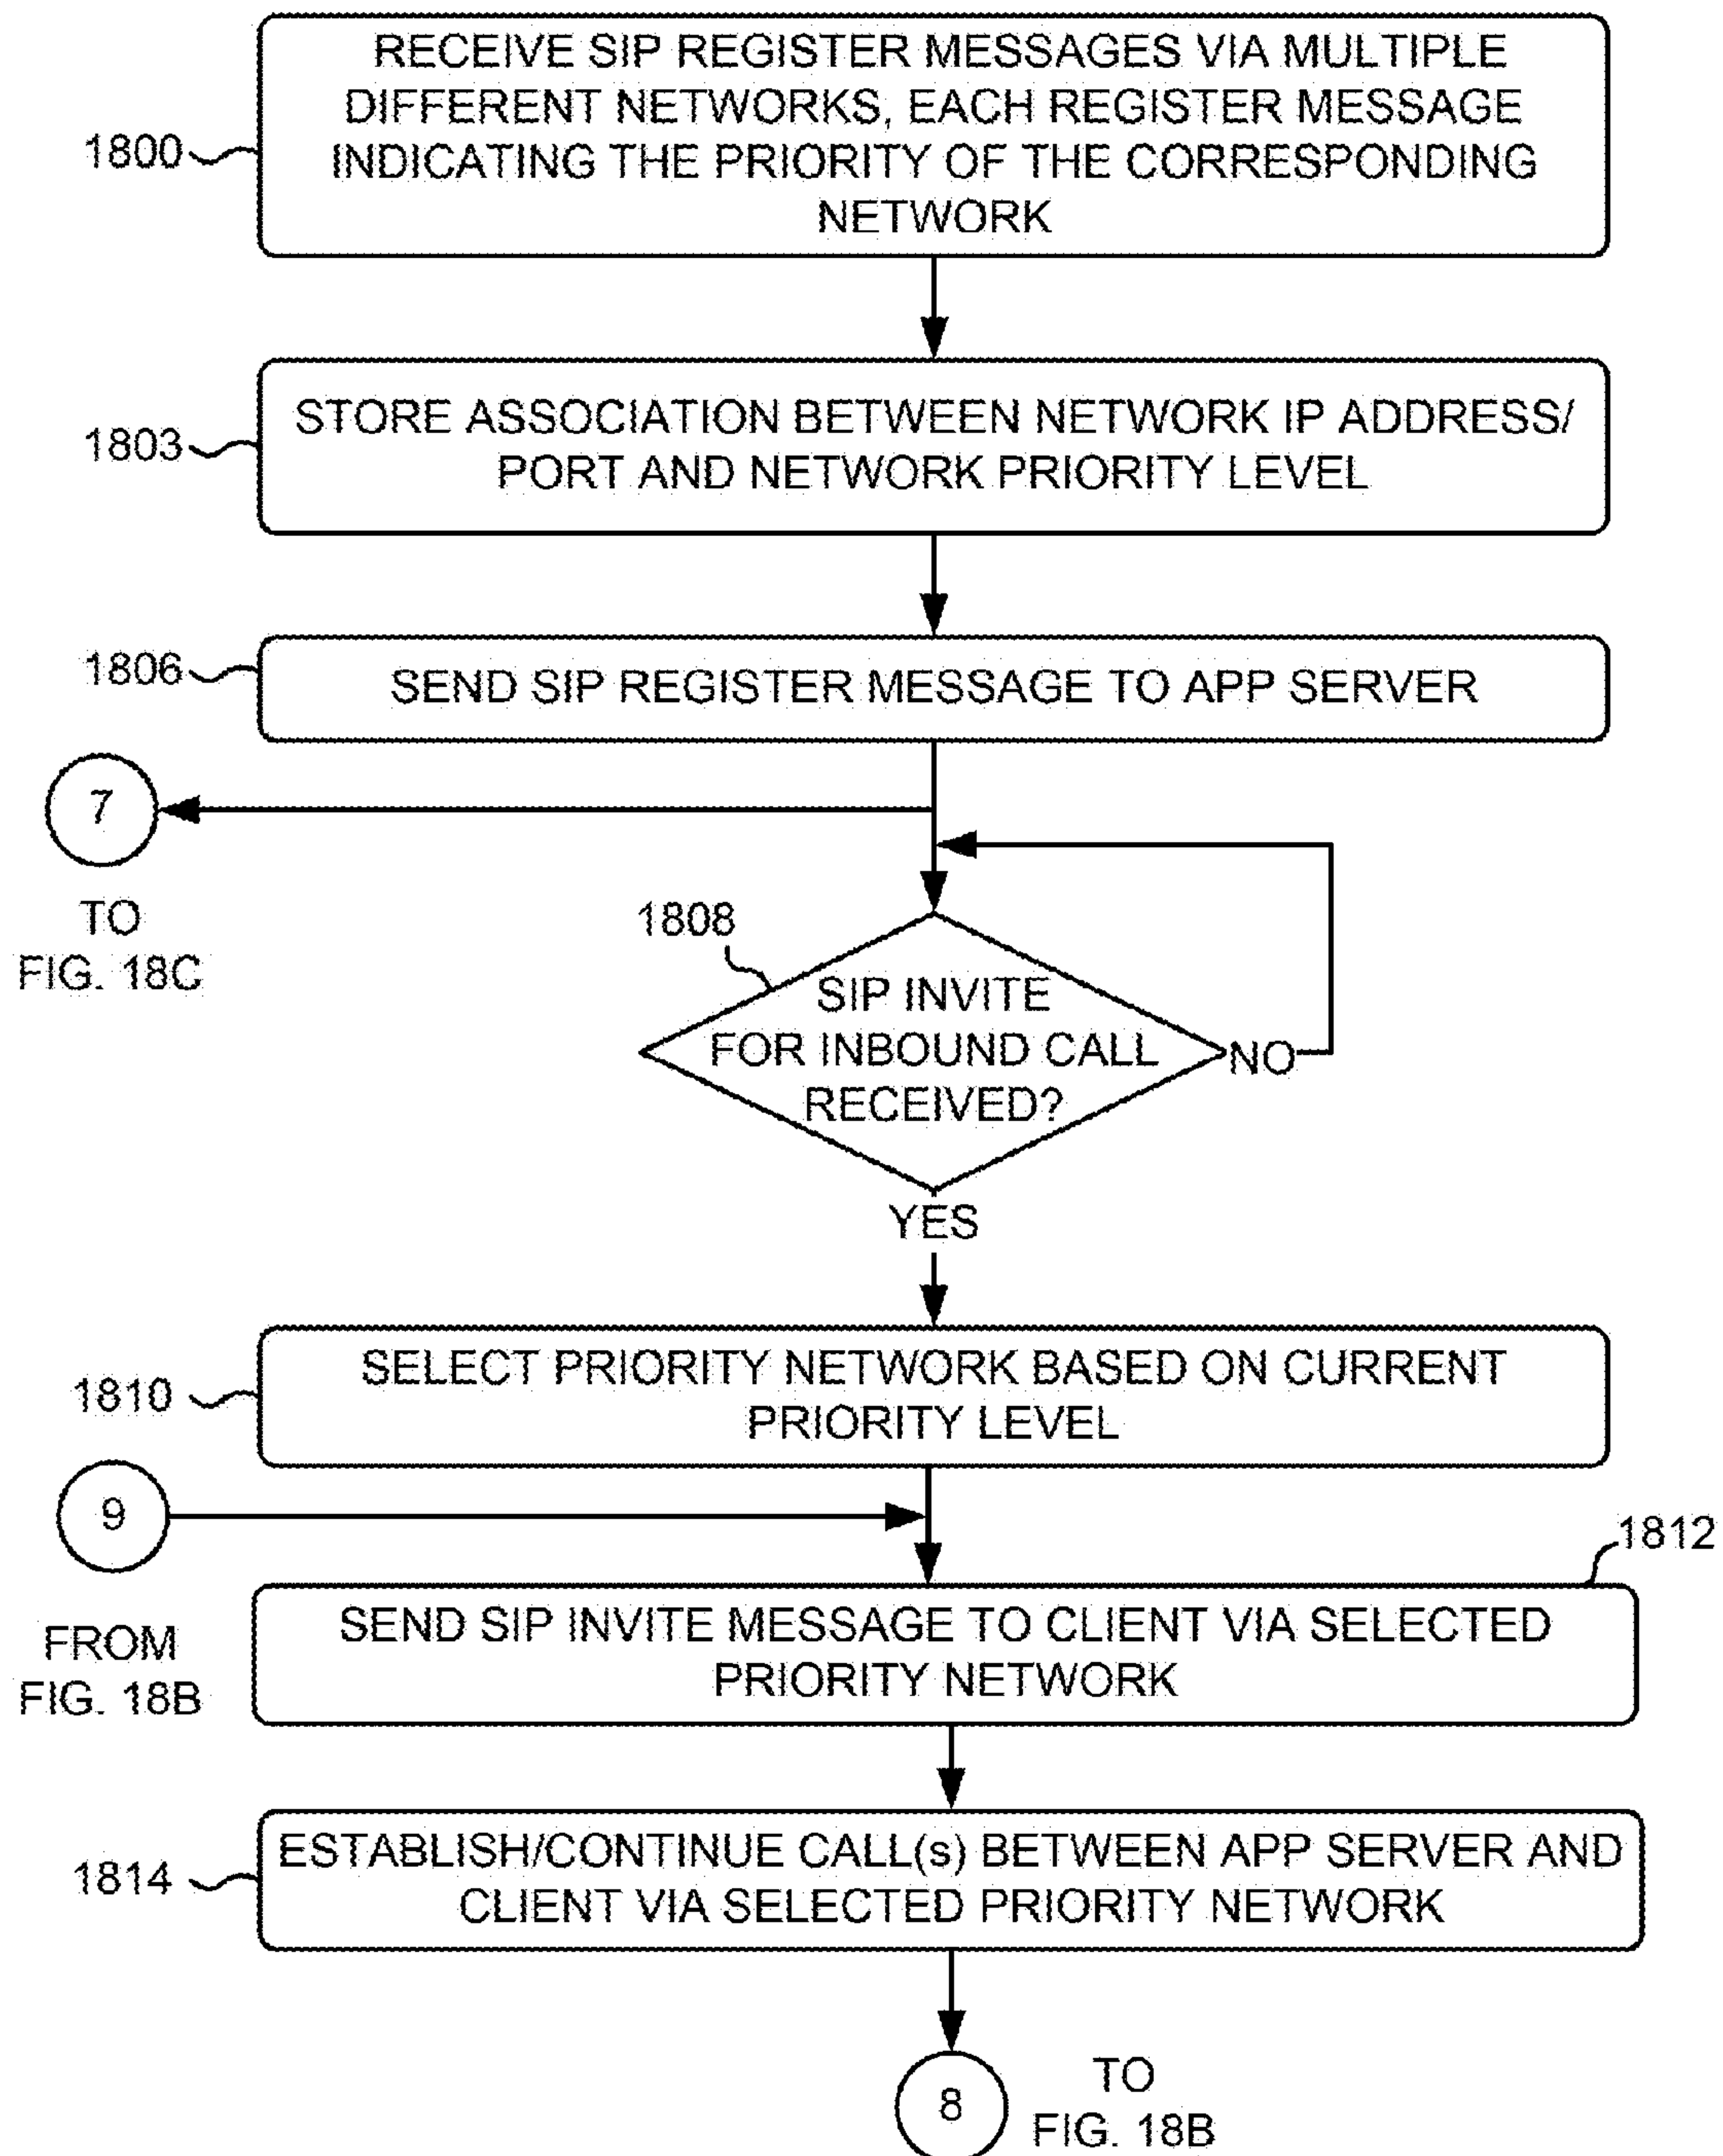 RECEIVE SIP REGISTER MESSAGES VIA MULTIPLE
DIFFERENT NETWORKS, EACH REGISTER MESSAGE
INDICATING THE PRIORITY OF THE CORRESPONDING
NETWORK
1800
STORE ASSOCIATION BETWEEN NETWORK IP ADDRESS/
PORT AND NETWORK PRIORITY LEVEL
1803
SEND SIP REGISTER MESSAGE TO APP SERVER
1806
7
TO
FIG. 18C
1808
SIP INVITE
FOR INBOUND CALL
RECEIVED?
NO
YES
SELECT PRIORITY NETWORK BASED ON CURRENT
PRIORITY LEVEL
1810
9
FROM
FIG. 18B
1812
SEND SIP INVITE MESSAGE TO CLIENT VIA SELECTED
PRIORITY NETWORK
ESTABLISH/CONTINUE CALL(s) BETWEEN APP SERVER AND
CLIENT VIA SELECTED PRIORITY NETWORK
1814
8
TO
FIG. 18B